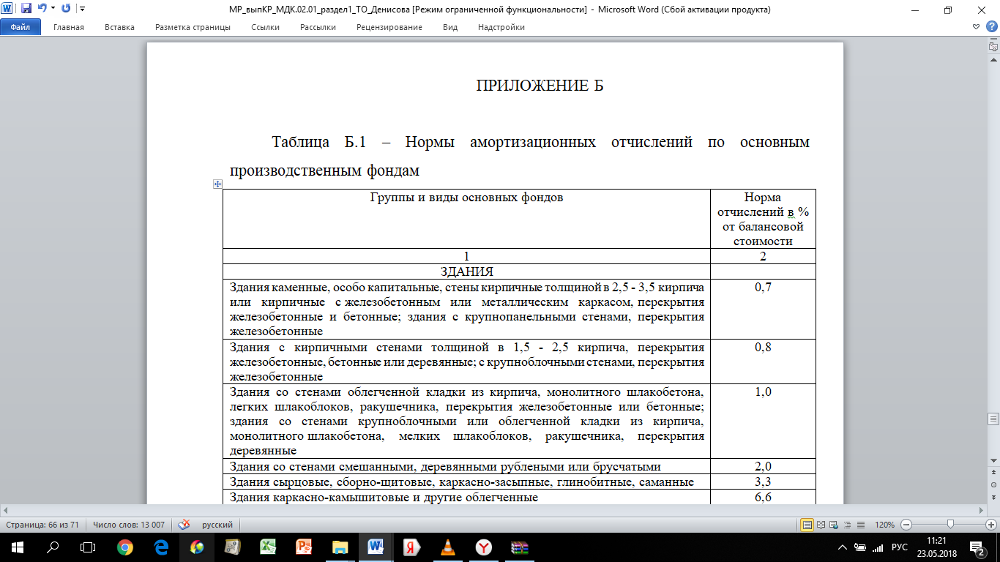 МР_выпКР_МДК.02.01_раздел1_ТО_Денисова [Режим ограниченной функциональности] - Microsoft Word (Сбой активации продукта)
Файл Главная Вставка Разметка страницы Ссылки Рассылки Рецензирование Вид Надстройки
ПРИЛОЖЕНИЕ Б
Таблица Б.1 – Нормы амортизационных отчислений по основным
производственным фондам
Группы и виды основных фондов
Норма
отчислений в %
от балансовой
стоимости
1 2
ЗДАНИЯ
Здания каменные, особо капитальные, стены кирпичные толщиной в 2,5 - 3,5 кирпича 0,7
или кирпичные с железобетонным или металлическим каркасом, перекрытия
железобетонные и бетонные; здания с крупнопанельными стенами, перекрытия
железобетонные
Здания с кирпичными стенами толщиной в 1,5 - 2,5 кирпича, перекрытия 0,8
железобетонные, бетонные или деревянные; с крупноблочными стенами, перекрытия
железобетонные
Здания со стенами облегченной кладки из кирпича, монолитного шлакобетона, 1,0
легких шлакоблоков, ракушечника, перекрытия железобетонные или бетонные;
здания со стенами крупноблочными или облегченной кладки из кирпича,
монолитного шлакобетона, мелких шлакоблоков, ракушечника, перекрытия
деревянные
Здания со стенами смешанными, деревянными рублеными или брусчатыми 2,0
Здания сырцовые, сборно-щитовые, каркасно-засыпные, глинобитные, саманные 3,3
Здания каркасно-камышитовые и другие облегченные 6,6
Страница: 66 из 71 Число слов: 13 007 русский 120%
РУС
11:21
23.05.2018
2